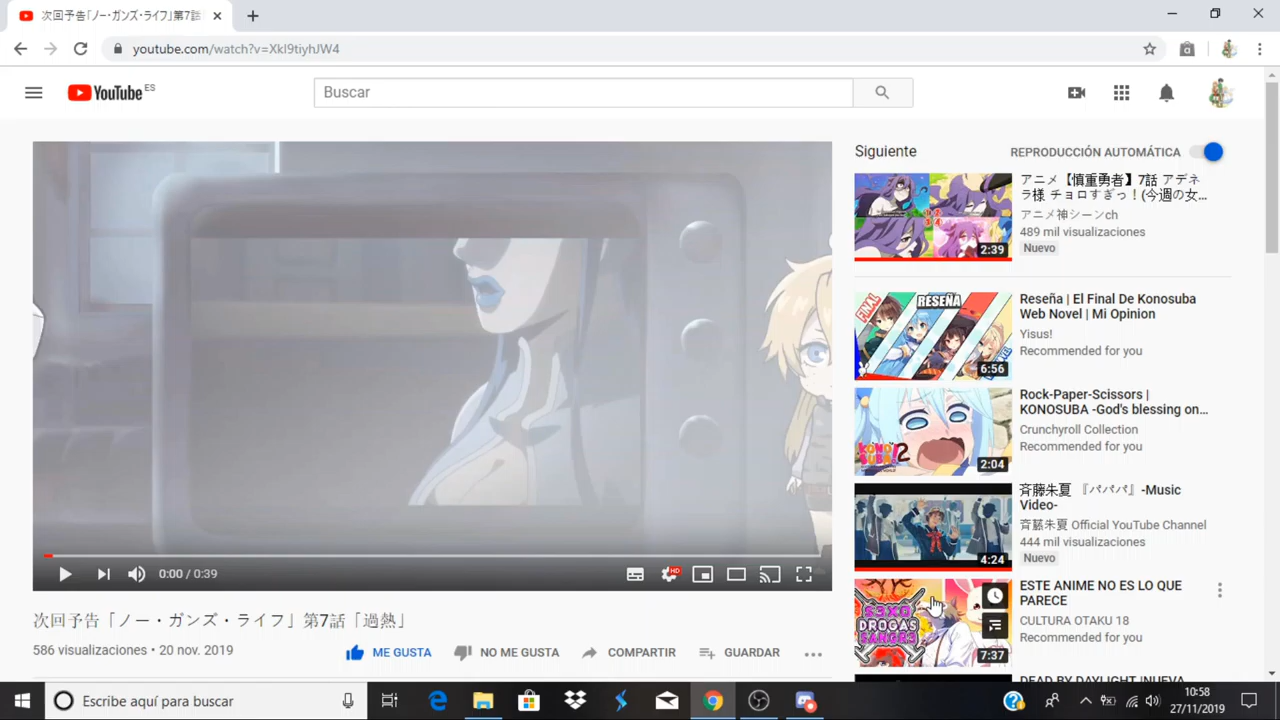 次回予告「ノー・ガンズ・ライフ」第7話
youtube.com/watch?v=Xkl9tiyhJW4
YouTube ES
Buscar
Siguiente
REPRODUCCIÓN AUTOMÁTICA
アニメ【慎重勇者】7話 アデネ
ラ様 チョロすぎっ！(今週の女...
アニメ神シーンch
489 mil visualizaciones
Nuevo
2:39
FINAL
RESEÑA
6:56
Reseña | El Final De Konosuba
Web Novel | Mi Opinion
Yisus!
Recommended for you
2:04
Rock-Paper-Scissors |
KONOSUBA -God's blessing on...
Crunchyroll Collection
Recommended for you
4:24
斉藤朱夏 『パパパ』-Music
Video-
斉藤朱夏 Official YouTube Channel
444 mil visualizaciones
Nuevo
S3XO
DROGAS
SANGR3
7:37
ESTE ANIME NO ES LO QUE
PARECE
CULTURA OTAKU 18
Recommended for you
DEAD BY DAYLIGHT ¡NUEVA
0:00 / 0:39
HD
次回予告「ノー・ガンズ・ライフ」第7話「過熱」
586 visualizaciones • 20 nov. 2019
ME GUSTA
NO ME GUSTA
COMPARTIR
GUARDAR
Escribe aquí para buscar
10:58
27/11/2019